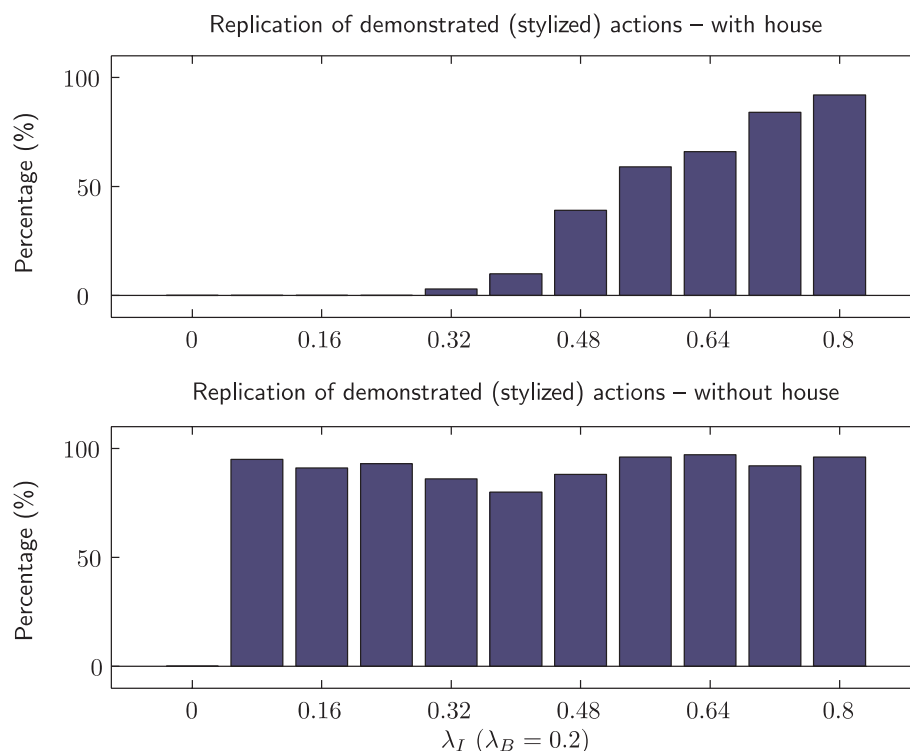 Replication of demonstrated (stylized) actions – with house
Percentage (%)
100
50
0
0 0.16 0.32 0.48 0.64 0.8
Replication of demonstrated (stylized) actions – without house
Percentage (%)
100
50
0
0 0.16 0.32 0.48 0.64 0.8
λ_I (λ_B = 0.2)